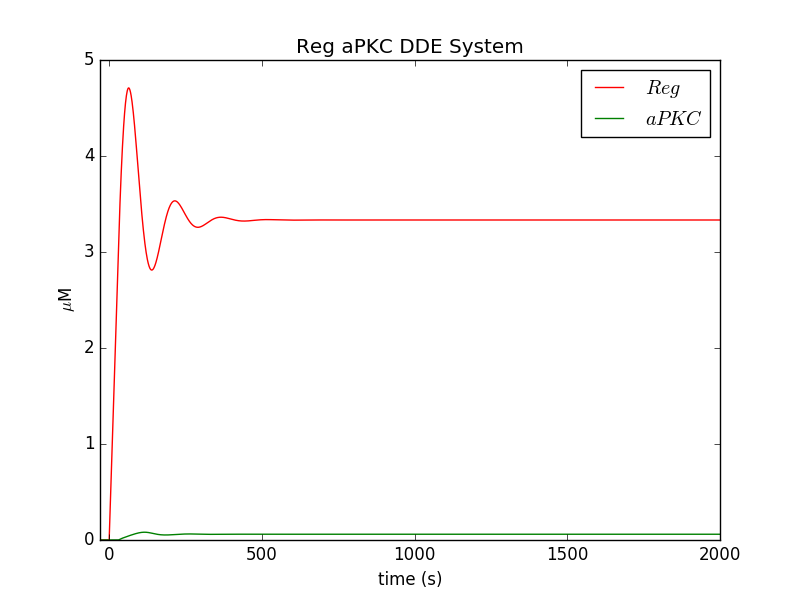 Reg aPKC DDE System
5
4
3
2
1
0
μM
Reg
aPKC
0 500 1000 1500 2000
time (s)